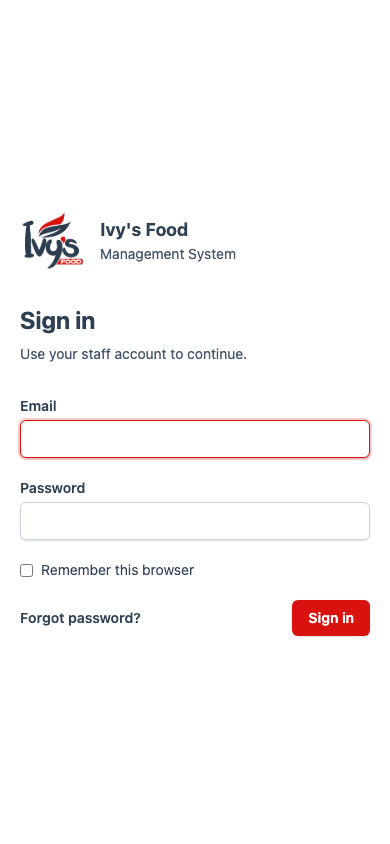 Ivy's
FOOD
Ivy's Food
Management System
Sign in
Use your staff account to continue.
Email
Password
Remember this browser
Forgot password?
Sign in